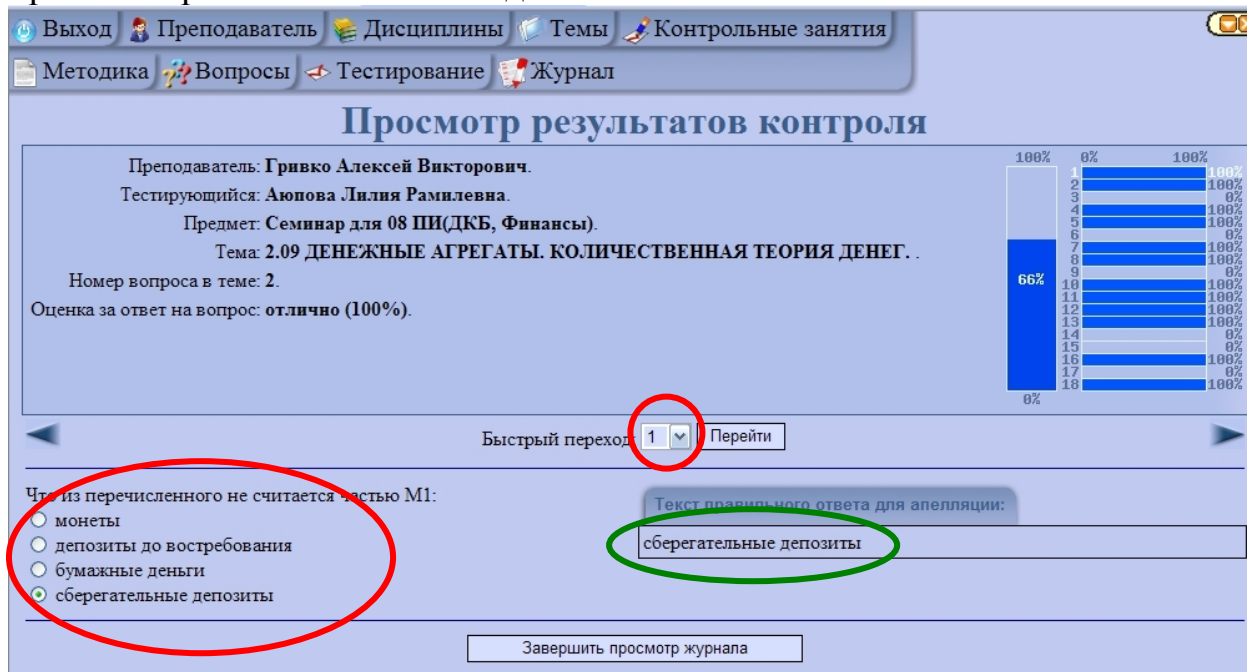 Выход Преподаватель Дисциплины Темы Контрольные занятия
Методика Вопросы Тестирование Журнал
Просмотр результатов контроля
Преподаватель: Гривко Алексей Викторович.
Тестирующийся: Аюпова Лилия Рамилевна.
Предмет: Семинар для 08 ПИ(ДКБ, Финансы).
Тема: 2.09 ДЕНЕЖНЫЕ АГРЕГАТЫ. КОЛИЧЕСТВЕННАЯ ТЕОРИЯ ДЕНЕГ. .
Номер вопроса в теме: 2.
Оценка за ответ на вопрос: отлично (100%).
100% 0% 100%
1 100%
2 100%
3 0%
4 100%
5 100%
6 0%
7 100%
8 100%
9 0%
66%
10 100%
11 100%
12 100%
13 100%
14 0%
15 0%
16 100%
17 0%
18 100%
0%
Быстрый переход: 1 Перейти
Что из перечисленного не считается частью М1:
монеты
депозиты до востребования
бумажные деньги
сберегательные депозиты
Текст правильного ответа для апелляции:
сберегательные депозиты
Завершить просмотр журнала